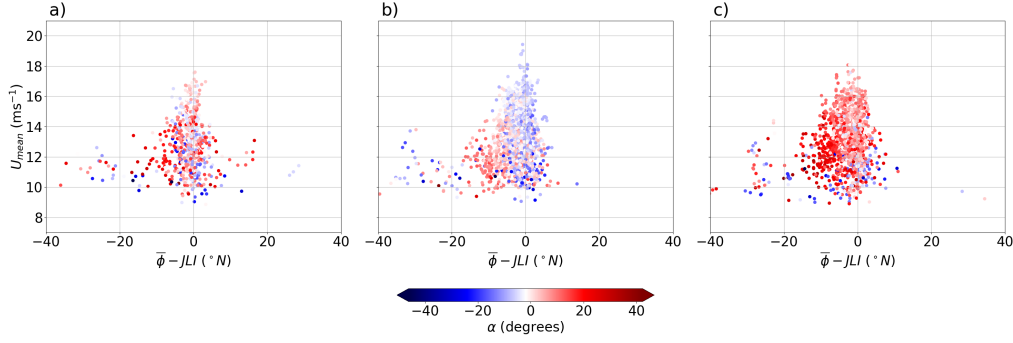 a) b) c)
20
18
16
14
12
10
8
U_mean (ms⁻¹)
−40 −20 0 20 40 −40 −20 0 20 40 −40 −20 0 20 40
ϕ̅ − JLI (°N) ϕ̅ − JLI (°N) ϕ̅ − JLI (°N)
−40 −20 0 20 40
α (degrees)